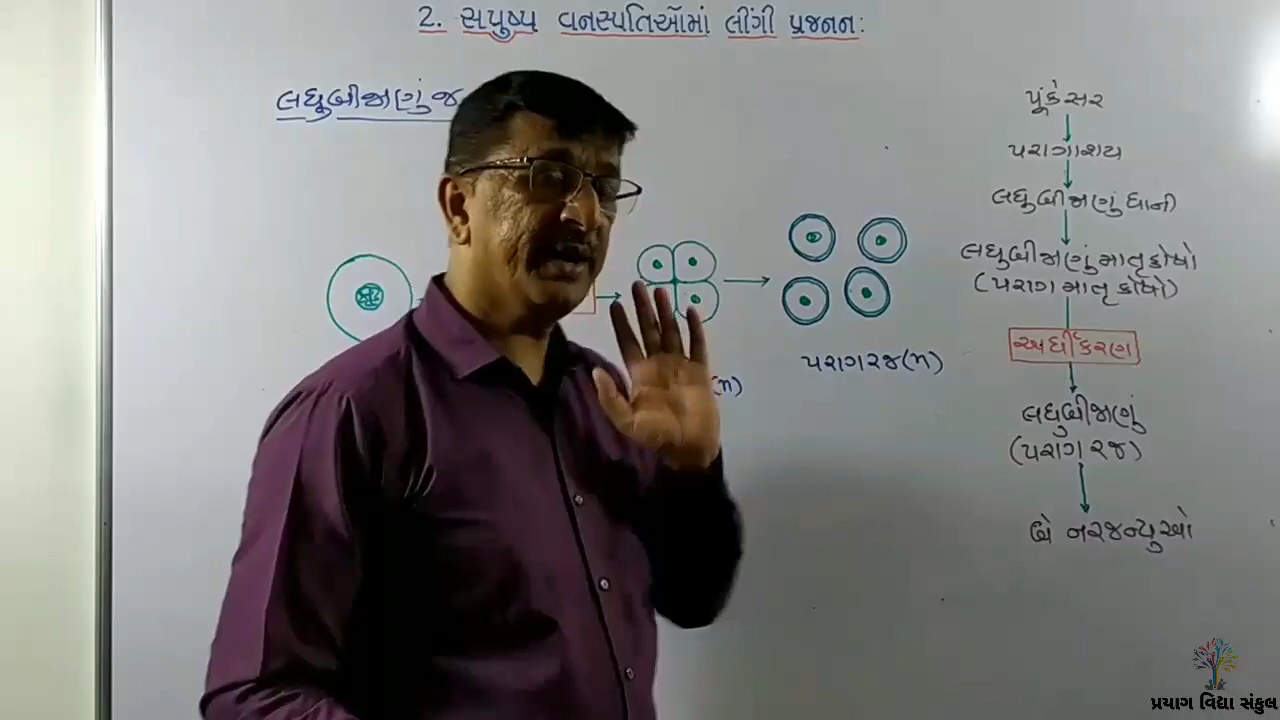 2. સપુષ્પ વનસ્પતિઓમાં લીંગી પ્રજનન:
લઘુબીજાણુંજ
(n)
પરાગરજ(n)
પૂંકેસર
પરાગાશય
લઘુબીજાણુંધાની
લઘુબીજાણુંમાતૃકોષો
(પરાગ માતૃકોષો)
અર્ધીકરણ
લઘુબીજાણું
(પરાગરજ)
બે નરજન્યુઓ
પ્રયાગ વિદ્યા સંકુલ